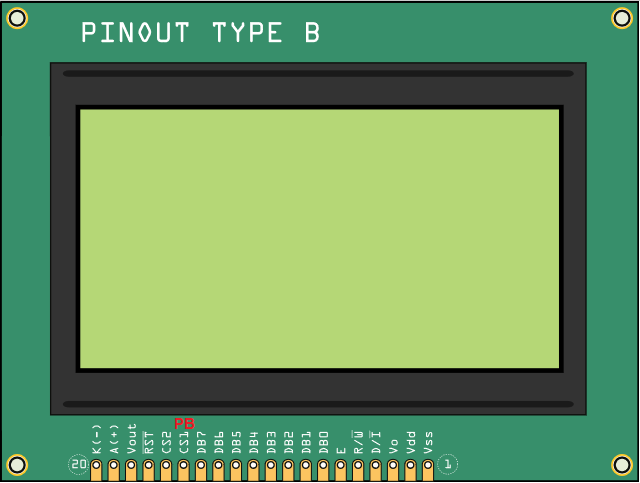 PINOUT TYPE B
PB
20 K(-) A(+) Vout R̅S̅T̅ CS2 CS1 DB7 DB6 DB5 DB4 DB3 DB2 DB1 DB0 E R̅/W̅ D̅/I̅ Vo Vdd Vss 1